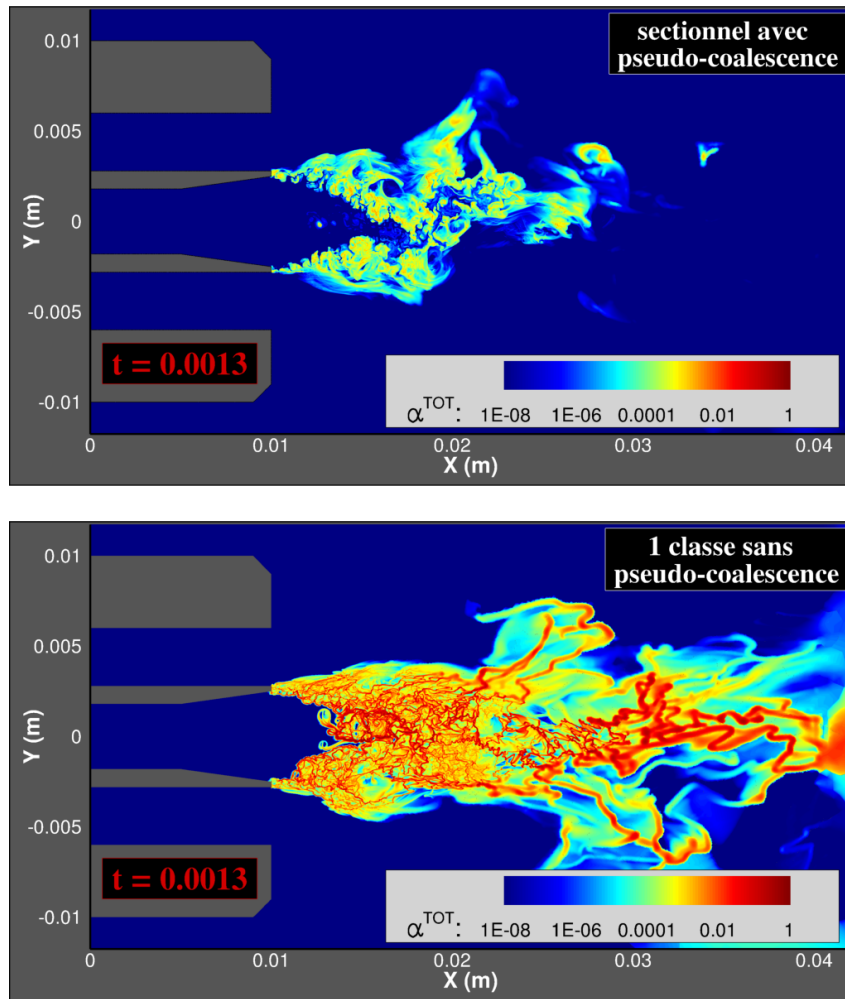 sectionnel avec
pseudo-coalescence
0.01
0.005
Y (m)
0
-0.005
-0.01
t = 0.0013
α^TOT: 1E-08 1E-06 0.0001 0.01 1
0 0.01 0.02 0.03 0.04
X (m)
1 classe sans
pseudo-coalescence
0.01
0.005
Y (m)
0
-0.005
-0.01
t = 0.0013
α^TOT: 1E-08 1E-06 0.0001 0.01 1
0 0.01 0.02 0.03 0.04
X (m)